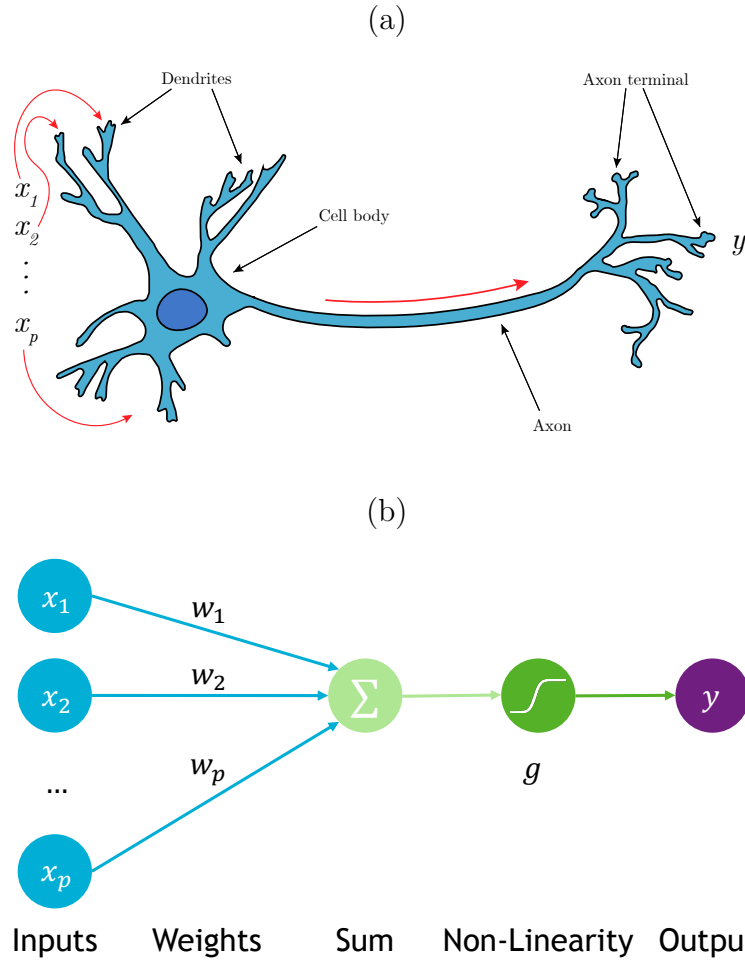 (a)
Dendrites
Axon terminal
x₁
x₂
Cell body
y
⋮
xₚ
Axon
(b)
x₁
w₁
x₂
w₂
Σ
y
...
wₚ
g
xₚ
Inputs Weights Sum Non-Linearity Outpu